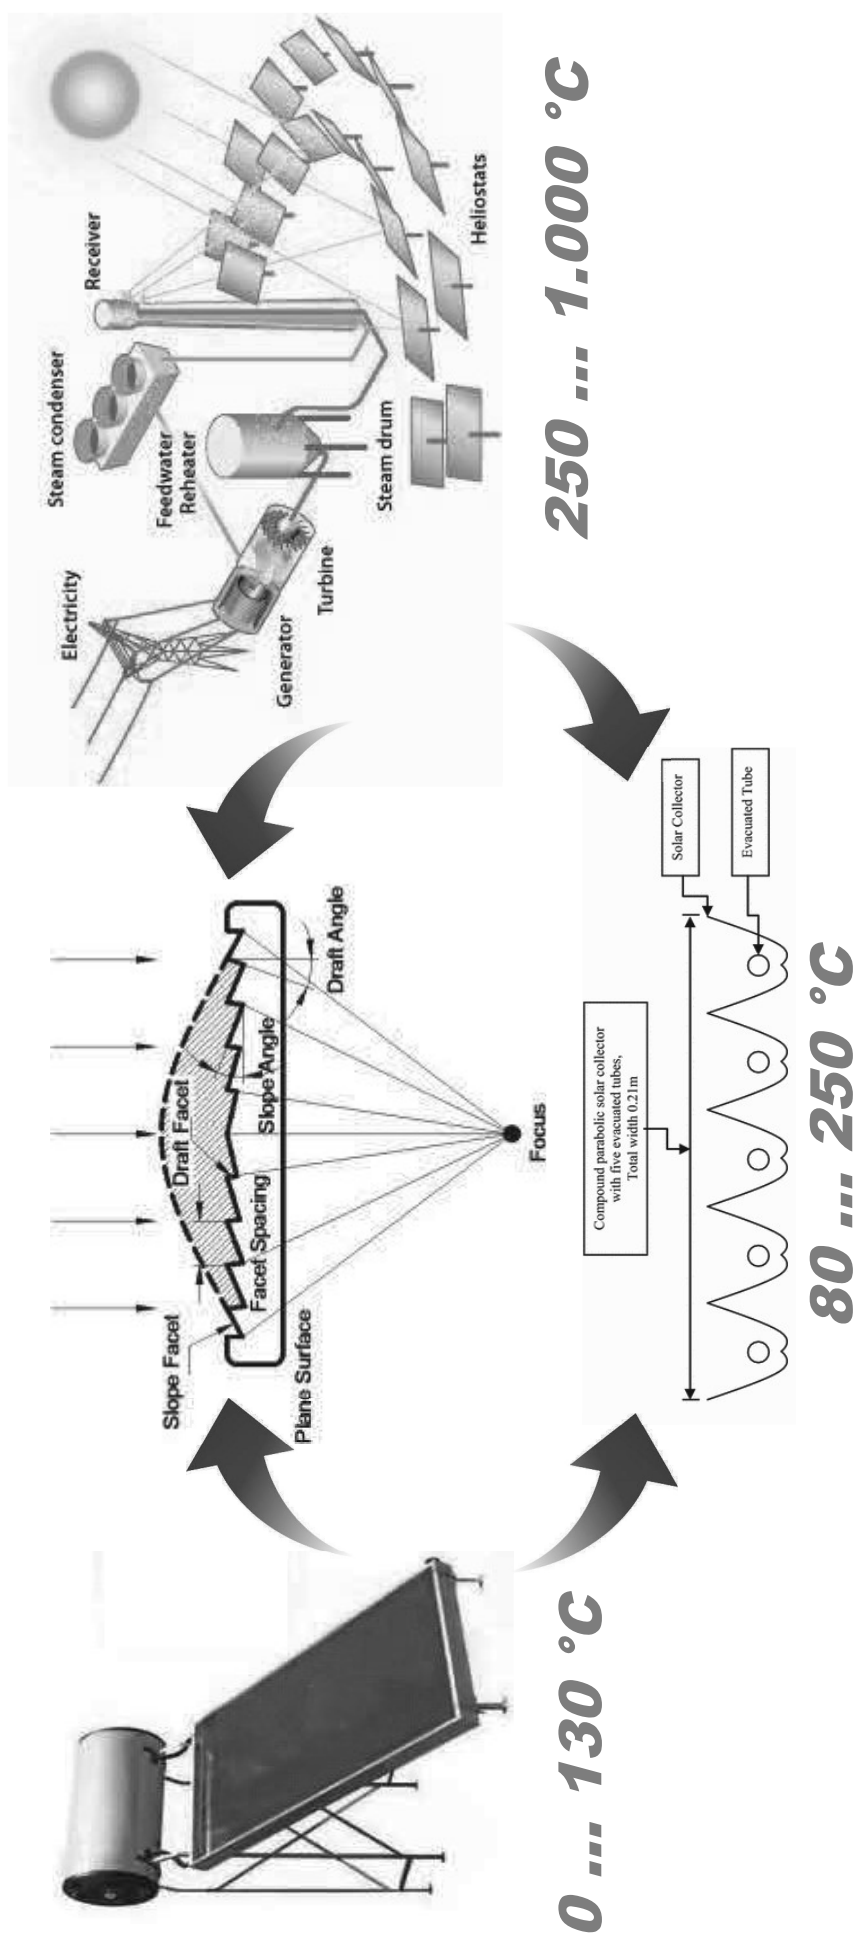 0 ... 130 °C
Slope Facet
Draft Facet
Facet Spacing
Slope Angle
Draft Angle
Plane Surface
Focus
Compound parabolic solar collector
with five evacuated tubes,
Total width 0.21m
Solar Collector
Evacuated Tube
80 ... 250 °C
Electricity
Steam condenser
Receiver
Feedwater
Reheater
Generator
Turbine
Steam drum
Heliostats
250 ... 1.000 °C